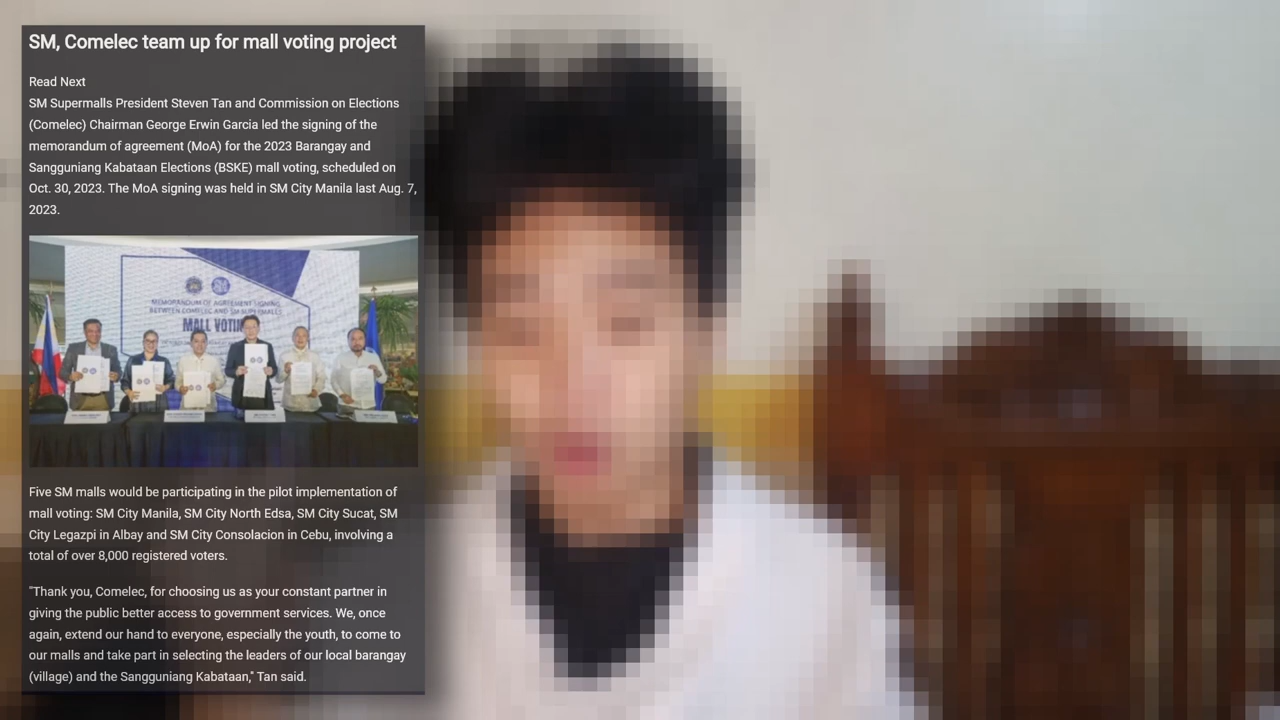 SM, Comelec team up for mall voting project
Read Next
SM Supermalls President Steven Tan and Commission on Elections
(Comelec) Chairman George Erwin Garcia led the signing of the
memorandum of agreement (MoA) for the 2023 Barangay and
Sangguniang Kabataan Elections (BSKE) mall voting, scheduled on
Oct. 30, 2023. The MoA signing was held in SM City Manila last Aug. 7,
2023.
MEMORANDUM OF AGREEMENT SIGNING
BETWEEN COMELEC AND SM SUPERMALLS
MALL VOTING
Five SM malls would be participating in the pilot implementation of
mall voting: SM City Manila, SM City North Edsa, SM City Sucat, SM
City Legazpi in Albay and SM City Consolacion in Cebu, involving a
total of over 8,000 registered voters.
"Thank you, Comelec, for choosing us as your constant partner in
giving the public better access to government services. We, once
again, extend our hand to everyone, especially the youth, to come to
our malls and take part in selecting the leaders of our local barangay
(village) and the Sangguniang Kabataan," Tan said.